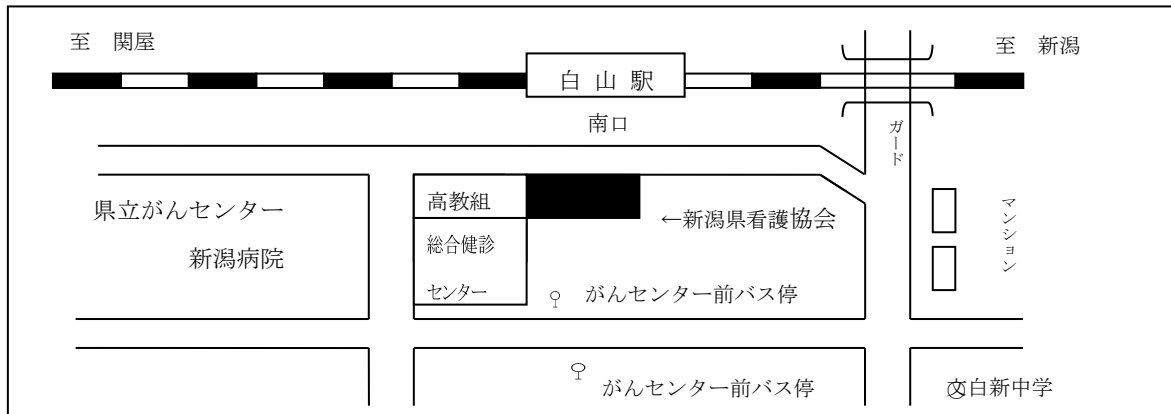 至　関屋
至　新潟
白 山 駅
南口
ガード
高教組
県立がんセンター
新潟病院
←新潟県看護協会
総合健診
センター
マンション
がんセンター前バス停
がんセンター前バス停
文白新中学